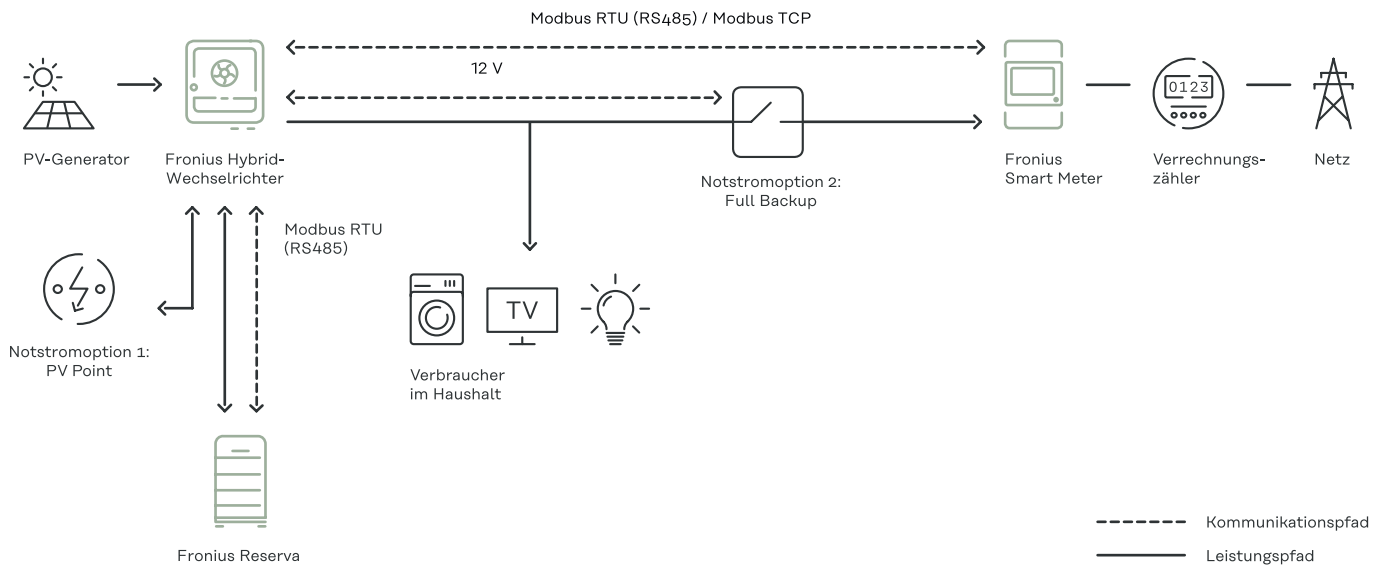 Modbus RTU (RS485) / Modbus TCP
12 V
0123
PV-Generator
Fronius Hybrid-
Wechselrichter
Notstromoption 2:
Full Backup
Fronius
Smart Meter
Verrechnungs-
zähler
Netz
Modbus RTU
(RS485)
Notstromoption 1:
PV Point
TV
Verbraucher
im Haushalt
Fronius Reserva
Kommunikationspfad
Leistungspfad